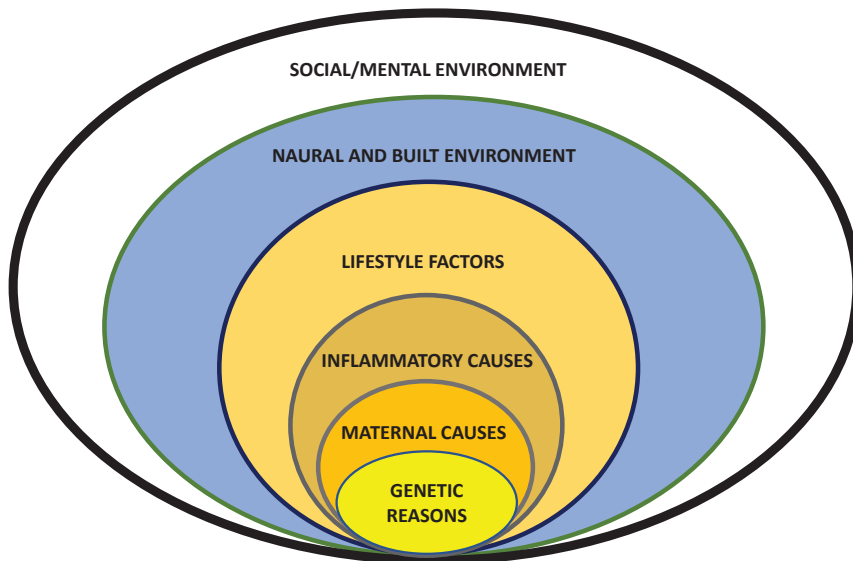 SOCIAL/MENTAL ENVIRONMENT
NAURAL AND BUILT ENVIRONMENT
LIFESTYLE FACTORS
INFLAMMATORY CAUSES
MATERNAL CAUSES
GENETIC
REASONS